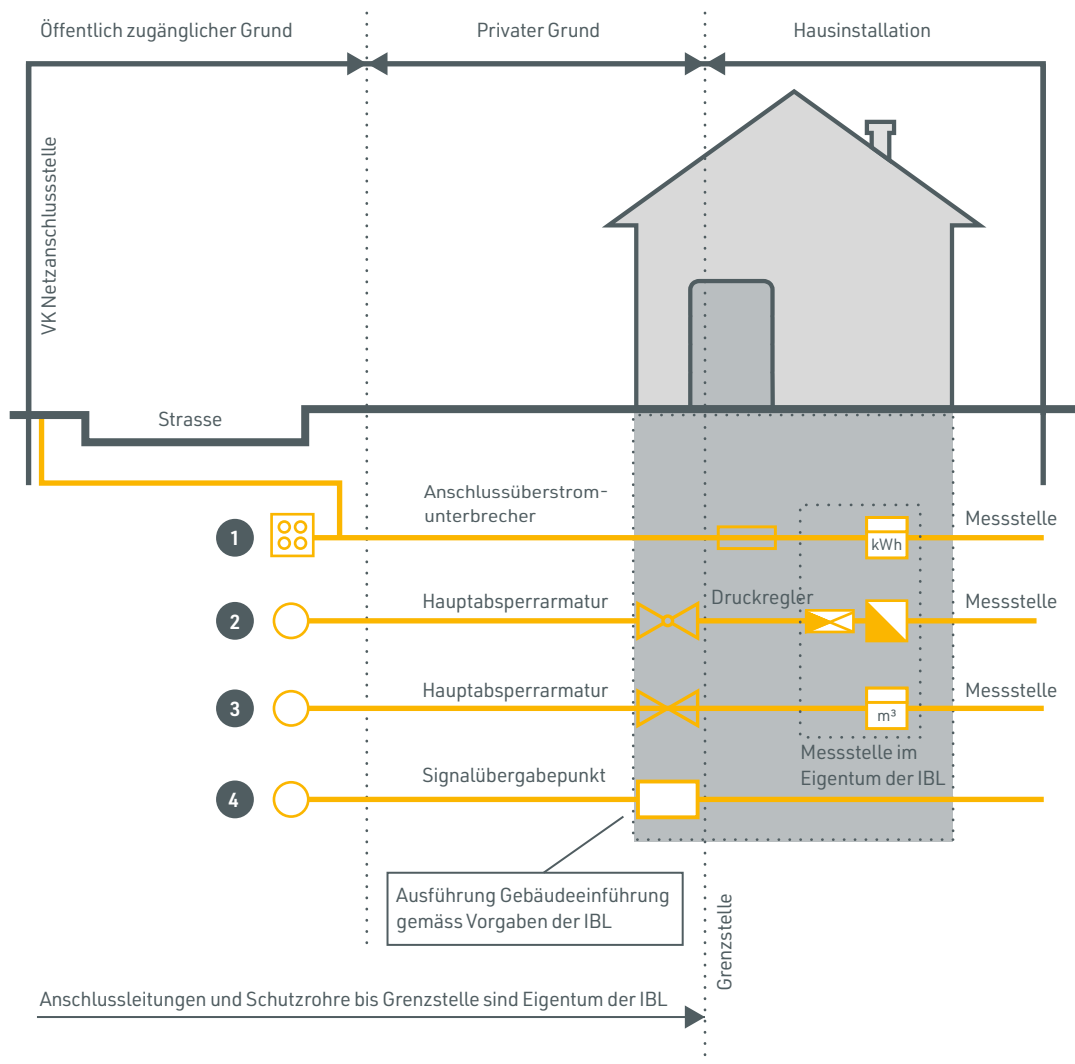 Öffentlich zugänglicher Grund
Privater Grund
Hausinstallation
VK Netzanschlussstelle
Strasse
Anschlussüberstrom-
unterbrecher
Messstelle
1
kWh
Hauptabsperrarmatur
Druckregler
Messstelle
2
Hauptabsperrarmatur
Messstelle
3
m³
Messstelle im
Eigentum der IBL
Signalübergabepunkt
4
Ausführung Gebäudeeinführung
gemäss Vorgaben der IBL
Grenzstelle
Anschlussleitungen und Schutzrohre bis Grenzstelle sind Eigentum der IBL